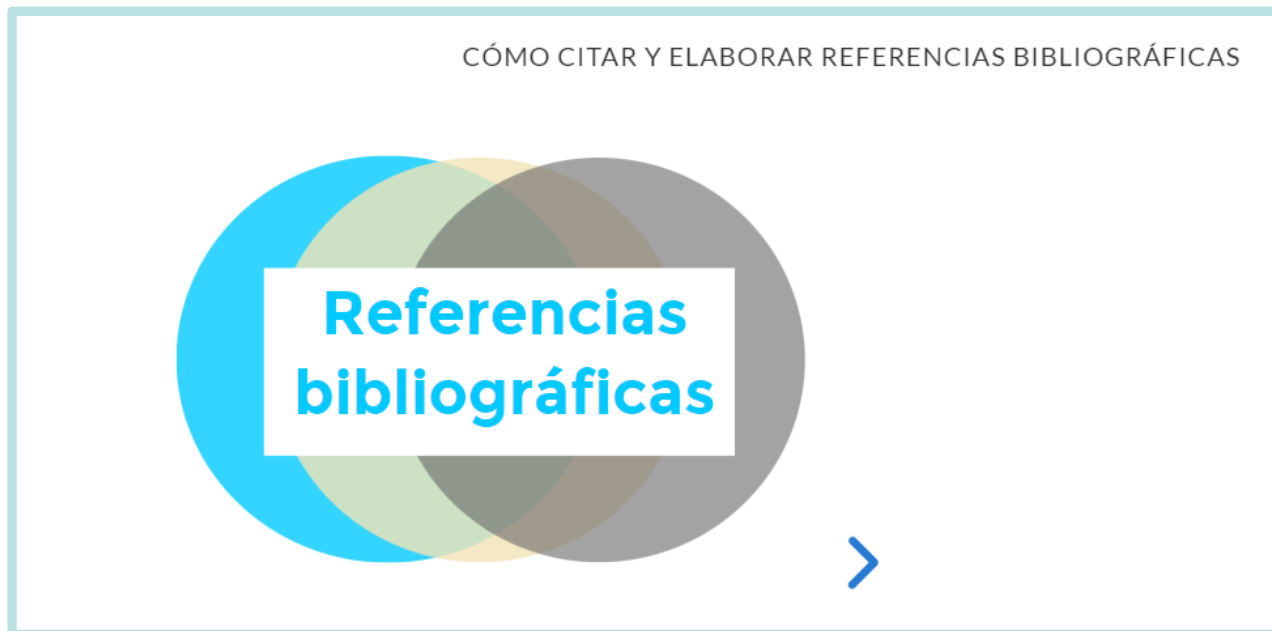 CÓMO CITAR Y ELABORAR REFERENCIAS BIBLIOGRÁFICAS
Referencias
bibliográficas